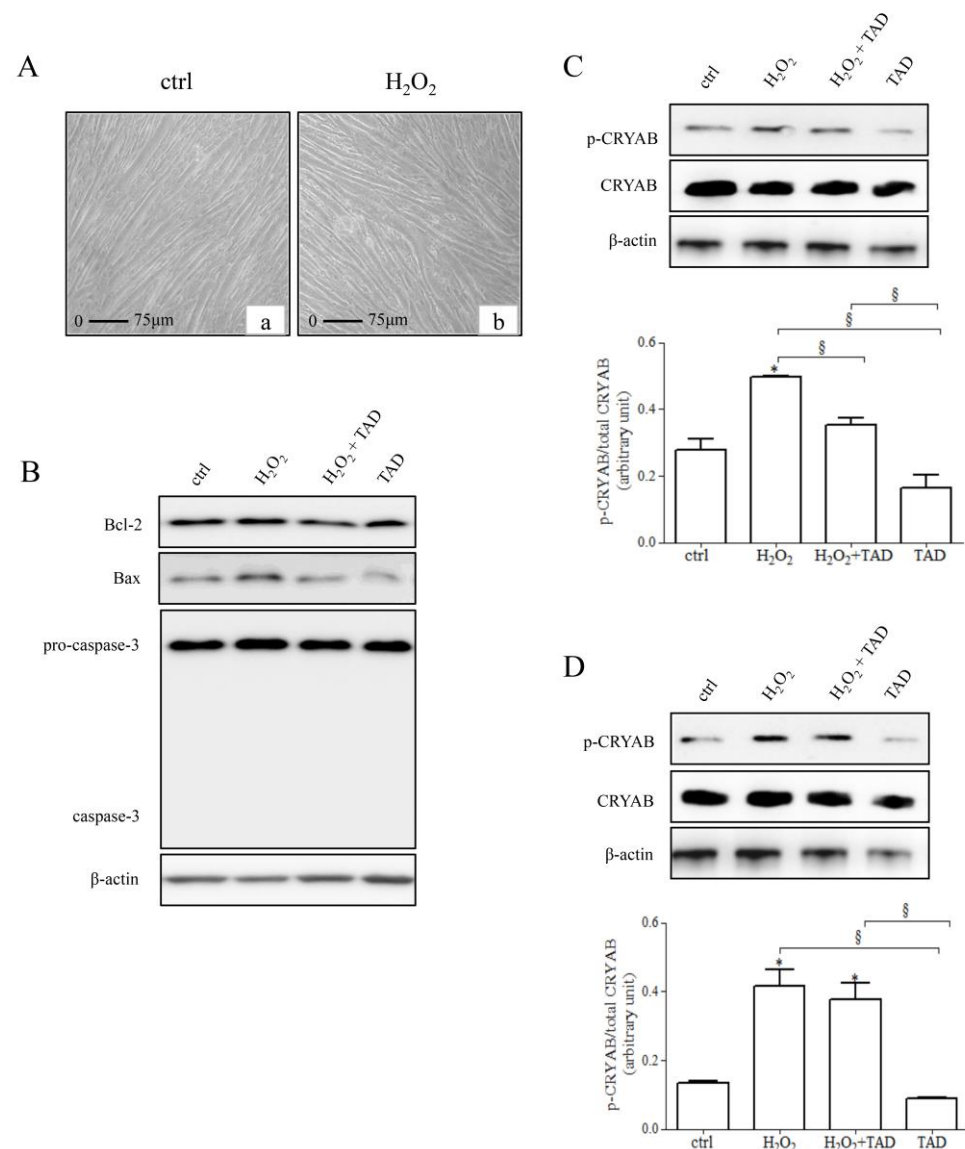 A
ctrl
H₂O₂
0 75μm
a
0 75μm
b
B
ctrl
H₂O₂
H₂O₂ + TAD
TAD
Bcl-2
Bax
pro-caspase-3
caspase-3
β-actin
C
ctrl
H₂O₂
H₂O₂ + TAD
TAD
p-CRYAB
CRYAB
β-actin
§
§
§
*
p-CRYAB/total CRYAB
(arbitrary unit)
0.6
0.4
0.2
0.0
ctrl
H₂O₂
H₂O₂+TAD
TAD
D
ctrl
H₂O₂
H₂O₂ + TAD
TAD
p-CRYAB
CRYAB
β-actin
§
§
*
*
p-CRYAB/total CRYAB
(arbitrary unit)
0.6
0.4
0.2
0.0
ctrl
H₂O₂
H₂O₂+TAD
TAD